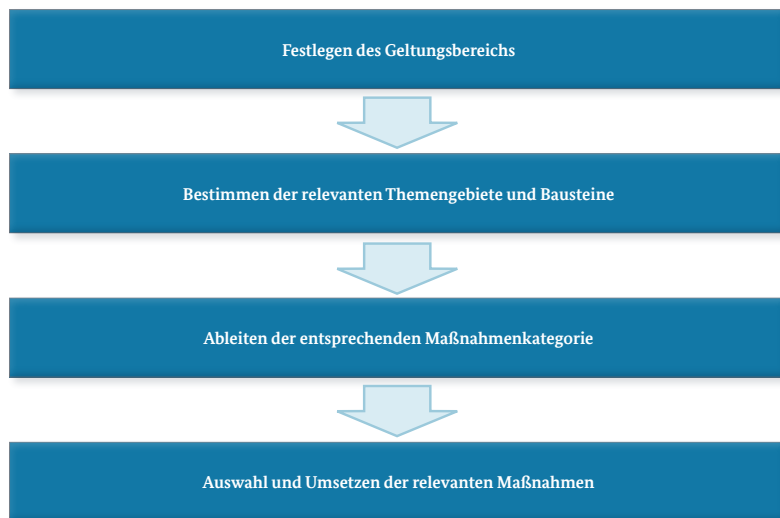 Festlegen des Geltungsbereichs
Bestimmen der relevanten Themengebiete und Bausteine
Ableiten der entsprechenden Maßnahmenkategorie
Auswahl und Umsetzen der relevanten Maßnahmen